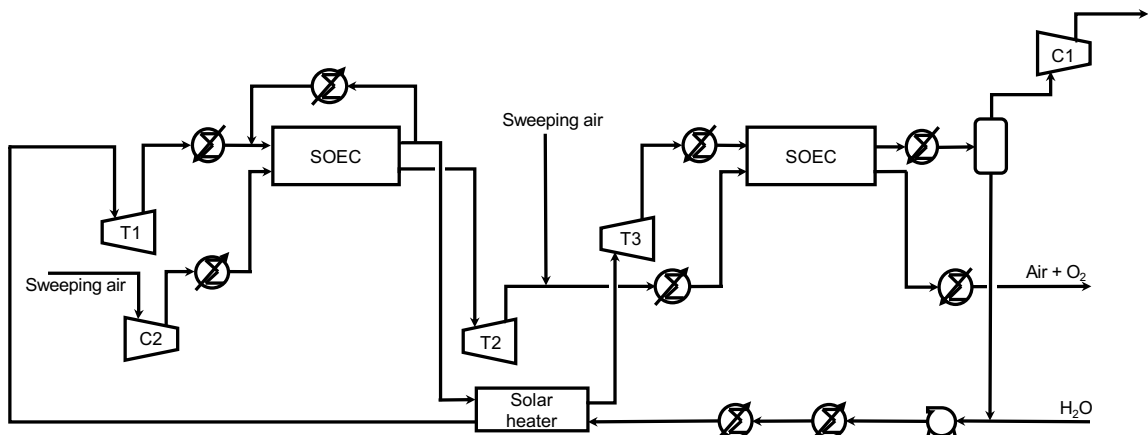 C1
Sweeping air
SOEC
SOEC
T1
T3
Sweeping air
Air + O₂
C2
T2
Solar
heater
H₂O